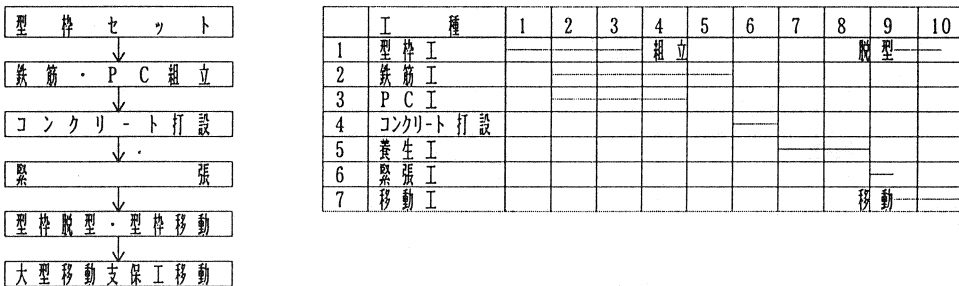 型枠セット
鉄筋・PC組立
コンクリート打設
緊張
型枠脱型・型枠移動
大型移動支保工移動
工種 1 2 3 4 5 6 7 8 9 10
1 型枠工 組立 脱型
2 鉄筋工
3 PC工
4 コンクリート打設
5 養生工
6 緊張工
7 移動工 移動